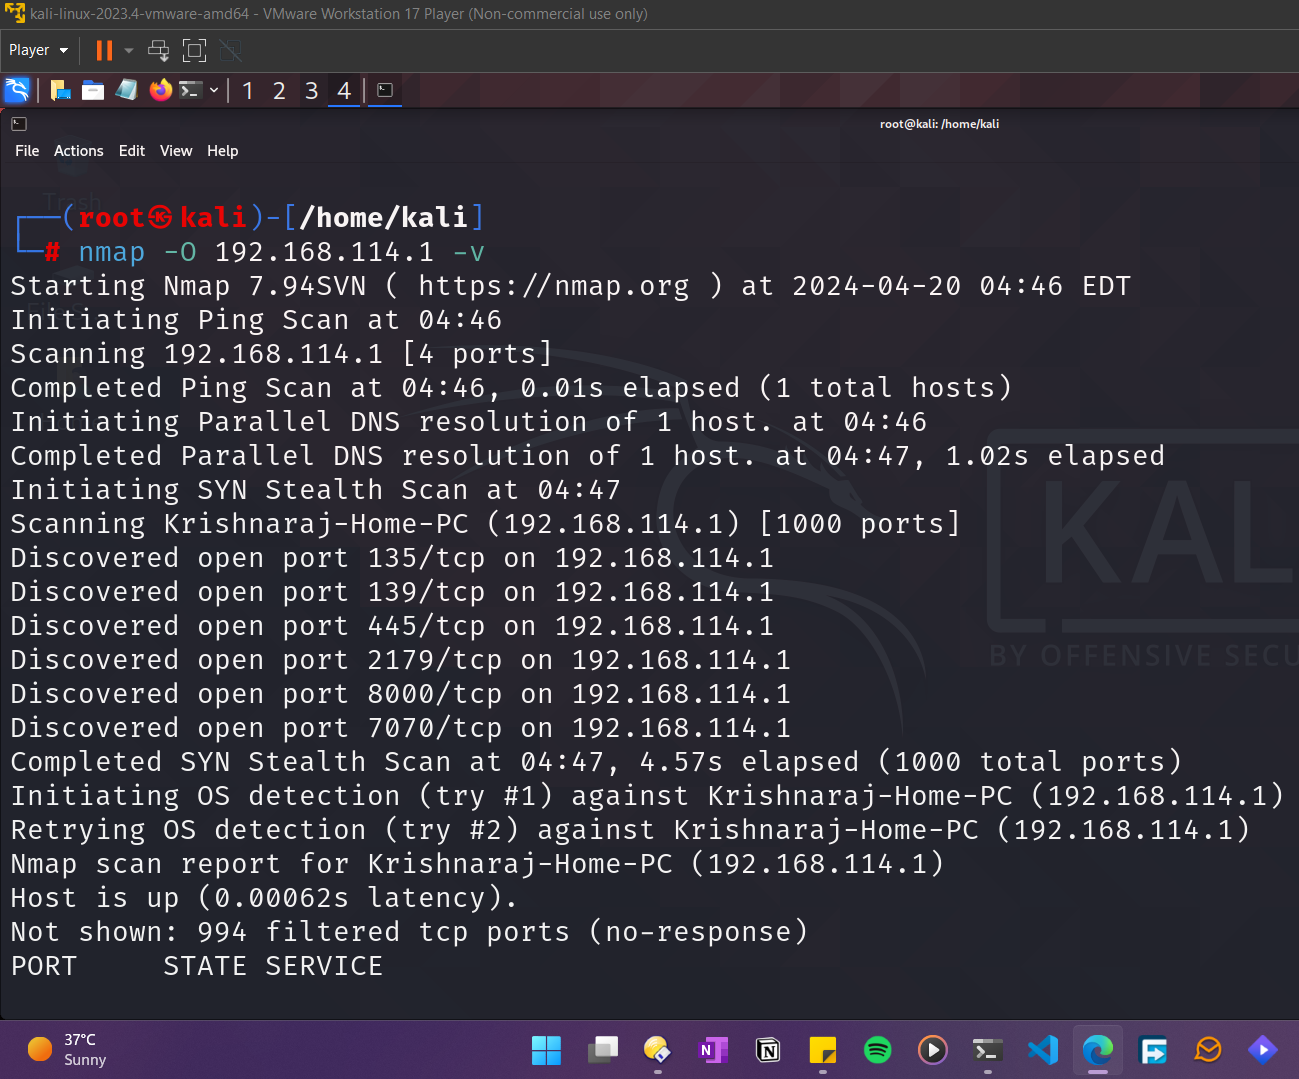 kali-linux-2023.4-vmware-amd64 - VMware Workstation 17 Player (Non-commercial use only)
Player
1 2 3 4
root@kali: /home/kali
File Actions Edit View Help
Trash
┌──(root㉿kali)-[/home/kali]
└─# nmap -O 192.168.114.1 -v
Starting Nmap 7.94SVN ( https://nmap.org ) at 2024-04-20 04:46 EDT
Initiating Ping Scan at 04:46
Scanning 192.168.114.1 [4 ports]
Completed Ping Scan at 04:46, 0.01s elapsed (1 total hosts)
Initiating Parallel DNS resolution of 1 host. at 04:46
Completed Parallel DNS resolution of 1 host. at 04:47, 1.02s elapsed
Initiating SYN Stealth Scan at 04:47
Scanning Krishnaraj-Home-PC (192.168.114.1) [1000 ports]
Discovered open port 135/tcp on 192.168.114.1
Discovered open port 139/tcp on 192.168.114.1
Discovered open port 445/tcp on 192.168.114.1
Discovered open port 2179/tcp on 192.168.114.1
Discovered open port 8000/tcp on 192.168.114.1
Discovered open port 7070/tcp on 192.168.114.1
Completed SYN Stealth Scan at 04:47, 4.57s elapsed (1000 total ports)
Initiating OS detection (try #1) against Krishnaraj-Home-PC (192.168.114.1)
Retrying OS detection (try #2) against Krishnaraj-Home-PC (192.168.114.1)
Nmap scan report for Krishnaraj-Home-PC (192.168.114.1)
Host is up (0.00062s latency).
Not shown: 994 filtered tcp ports (no-response)
PORT     STATE SERVICE
KAL
BY OFFENSIVE SECU
37°C
Sunny